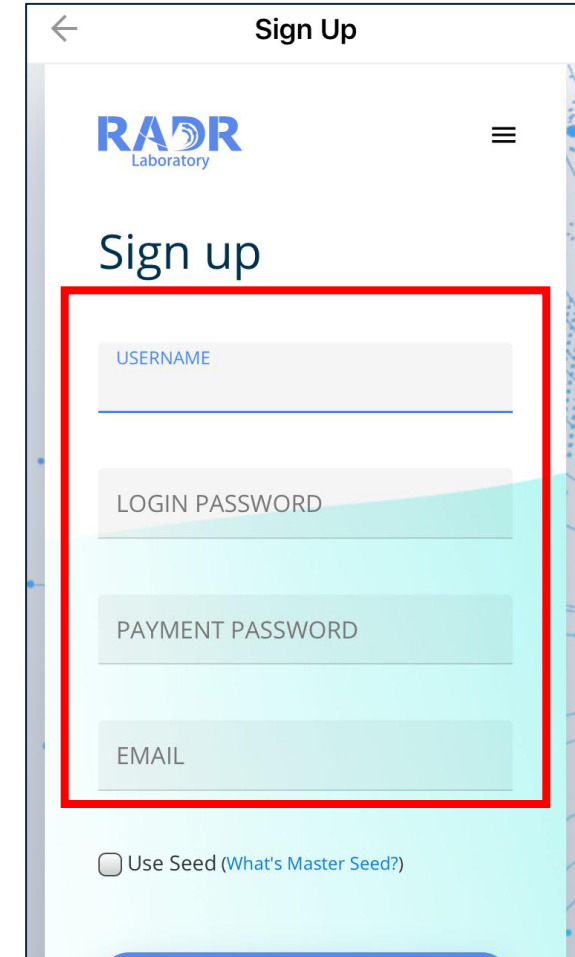 Sign Up
RADR
Laboratory
Sign up
USERNAME
LOGIN PASSWORD
PAYMENT PASSWORD
EMAIL
Use Seed (What's Master Seed?)